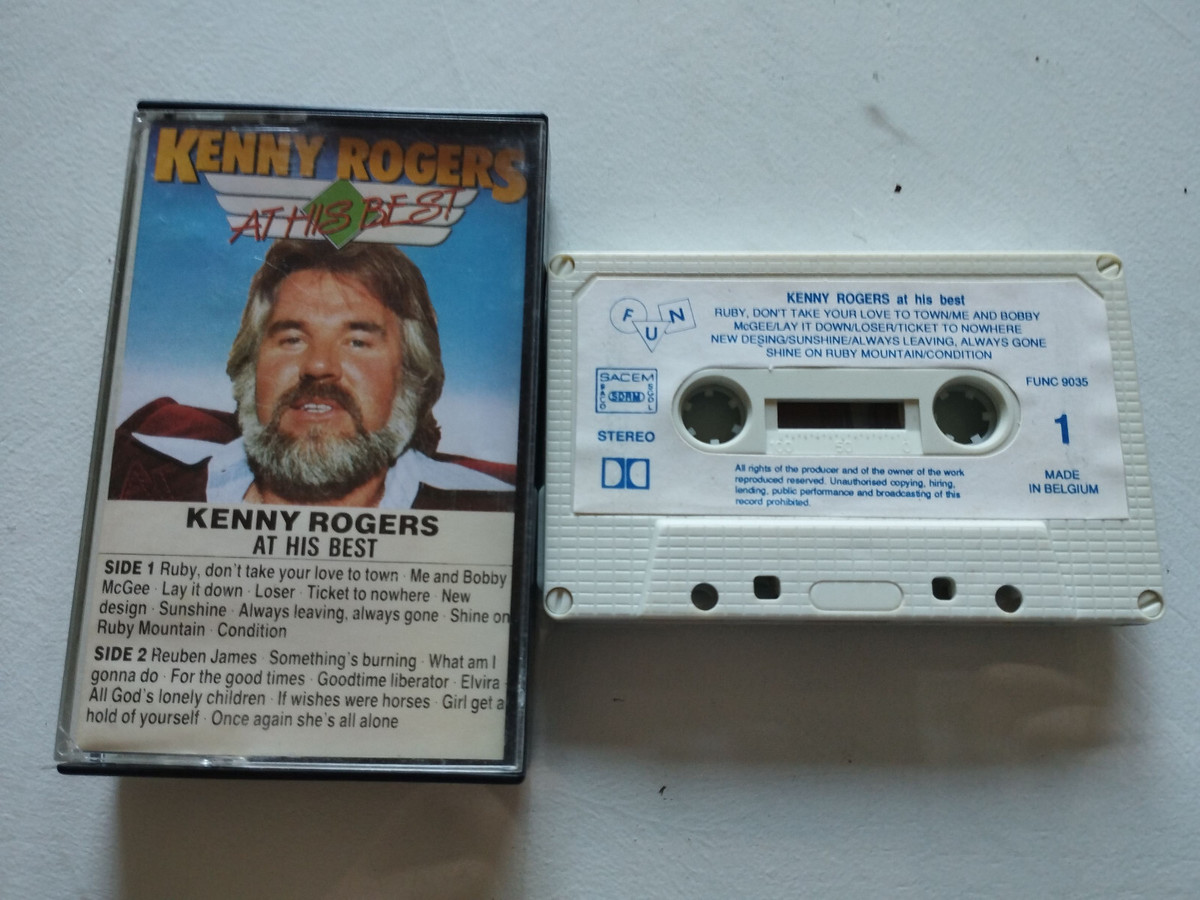 KENNY ROGERS
AT HIS BEST
KENNY ROGERS
AT HIS BEST
SIDE 1 Ruby, don't take your love to town · Me and Bobby
McGee · Lay it down · Loser · Ticket to nowhere · New
design · Sunshine · Always leaving, always gone · Shine on
Ruby Mountain · Condition
SIDE 2 Reuben James · Something's burning · What am I
gonna do · For the good times · Goodtime liberator · Elvira ·
All God's lonely children · If wishes were horses · Girl get a
hold of yourself · Once again she's all alone
FUN
KENNY ROGERS at his best
RUBY, DON'T TAKE YOUR LOVE TO TOWN/ME AND BOBBY
McGEE/LAY IT DOWN/LOSER/TICKET TO NOWHERE
NEW DESING/SUNSHINE/ALWAYS LEAVING, ALWAYS GONE
SHINE ON RUBY MOUNTAIN/CONDITION
SACEM
SDRM
SACD
SGDL
STEREO
FUNC 9035
1
MADE
IN BELGIUM
All rights of the producer and of the owner of the work
reproduced reserved. Unauthorised copying, hiring,
lending, public performance and broadcasting of this
record prohibited.